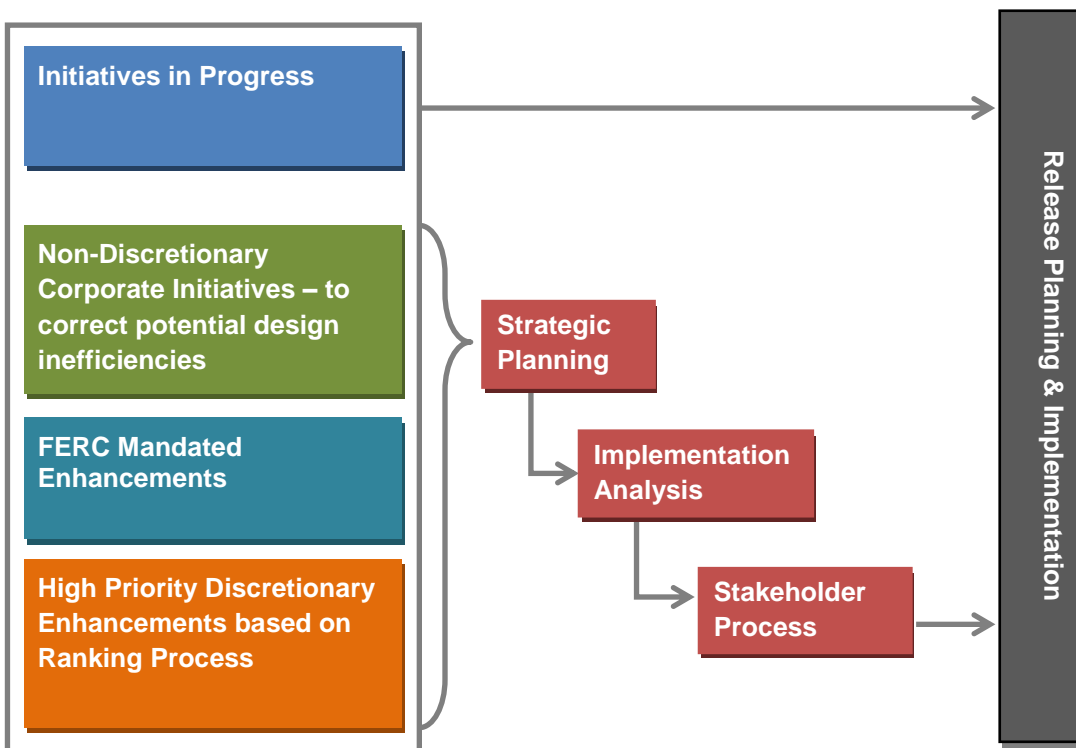 Initiatives in Progress
Non-Discretionary
Corporate Initiatives – to
correct potential design
inefficiencies
FERC Mandated
Enhancements
High Priority Discretionary
Enhancements based on
Ranking Process
Strategic
Planning
Implementation
Analysis
Stakeholder
Process
Release Planning & Implementation